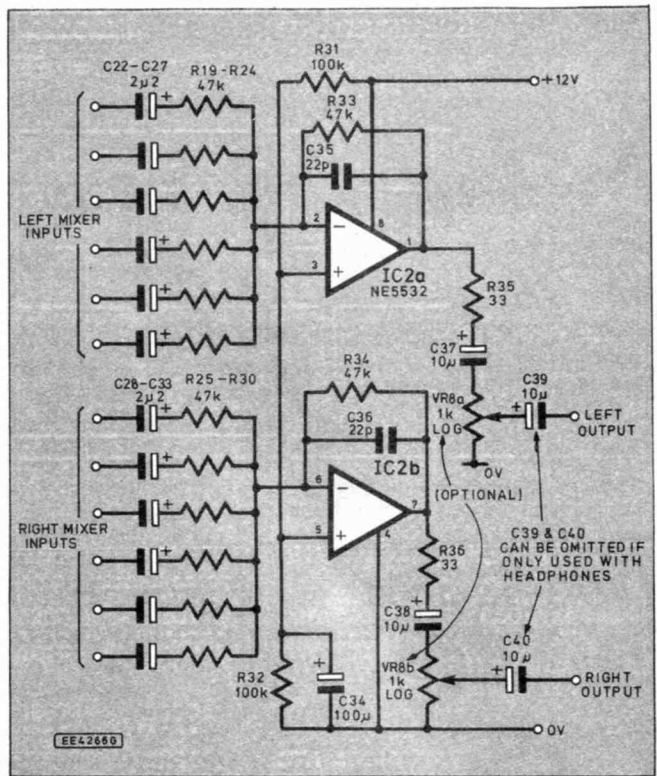 R31
100k
+12V
C22-C27
2µ2
R19-R24
47k
R33
47k
C35
22p
+
LEFT MIXER
INPUTS
2
-
8
1
3
+
IC2a
NE5532
R35
33
+
C37
10µ
C39
10µ
VR8a
1k
LOG
+
LEFT
OUTPUT
0V
C28-C33
2µ2
R25-R30
47k
R34
47k
C36
22p
+
IC2b
(OPTIONAL)
RIGHT MIXER
INPUTS
6
-
7
5
+
4
C39 & C40
CAN BE OMITTED IF
ONLY USED WITH
HEADPHONES
R36
33
+
C38
10µ
C40
10µ
R32
100k
+
C34
100µ
VR8b
1k
LOG
+
RIGHT
OUTPUT
0V
EE4266G